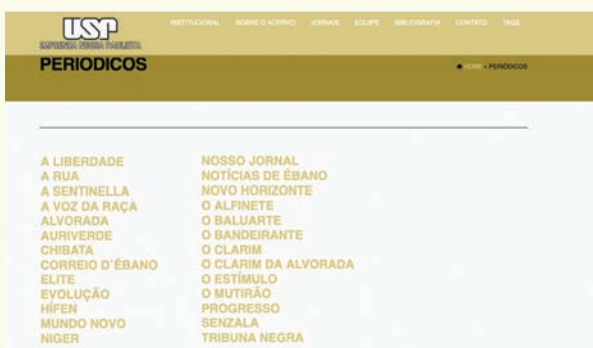 USP
IMPRENSA NEGRA PAULISTA
INSTITUCIONAL SOBRE O ACERVO JORNAIS EQUIPE BIBLIOGRAFIA CONTATO TAGS
PERIODICOS
HOME » PERIÓDICOS
A LIBERDADE
A RUA
A SENTINELLA
A VOZ DA RAÇA
ALVORADA
AURIVERDE
CHIBATA
CORREIO D´ÉBANO
ELITE
EVOLUÇÃO
HÍFEN
MUNDO NOVO
NIGER
NOSSO JORNAL
NOTÍCIAS DE ÉBANO
NOVO HORIZONTE
O ALFINETE
O BALUARTE
O BANDEIRANTE
O CLARIM
O CLARIM DA ALVORADA
O ESTÍMULO
O MUTIRÃO
PROGRESSO
SENZALA
TRIBUNA NEGRA